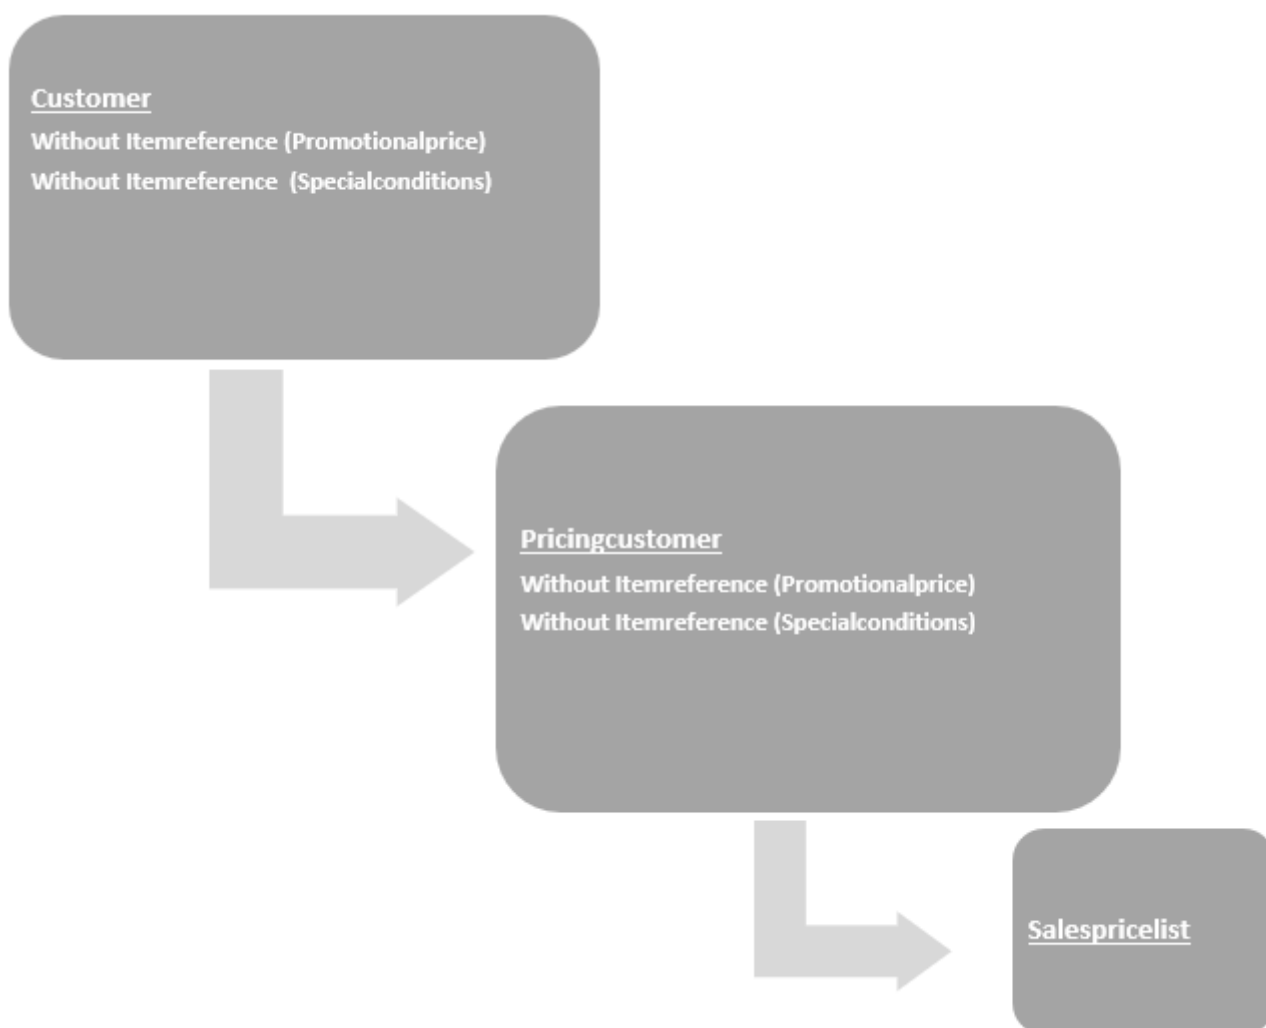 Customer
Without Itemreference (Promotionalprice)
Without Itemreference  (Specialconditions)
Pricingcustomer
Without Itemreference (Promotionalprice)
Without Itemreference (Specialconditions)
Salespricelist